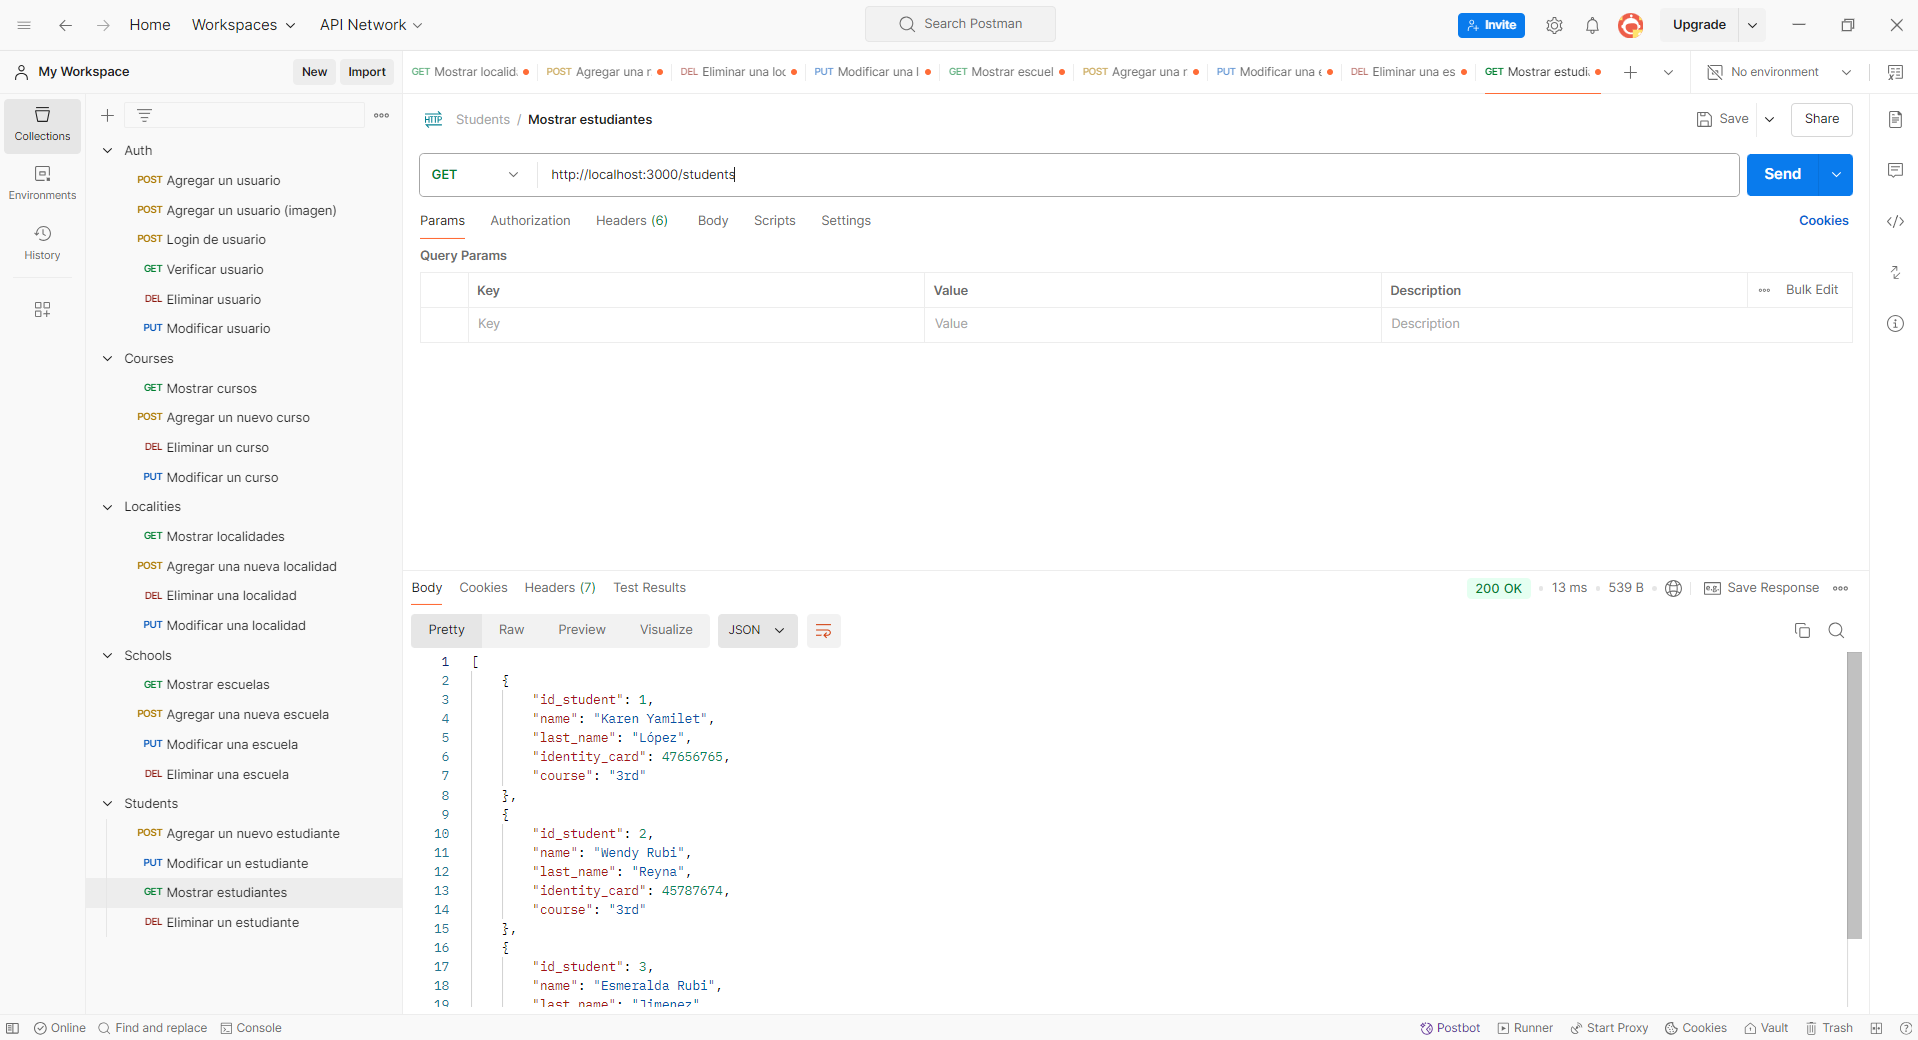 Home Workspaces API Network Search Postman Invite Upgrade
My Workspace New Import GET Mostrar localid. POST Agregar una r DEL Eliminar una loc PUT Modificar una l GET Mostrar escuel POST Agregar una r PUT Modificar una e DEL Eliminar una es GET Mostrar estudi. No environment
Collections
Environments
History
Auth
POST Agregar un usuario
POST Agregar un usuario (imagen)
POST Login de usuario
GET Verificar usuario
DEL Eliminar usuario
PUT Modificar usuario
Courses
GET Mostrar cursos
POST Agregar un nuevo curso
DEL Eliminar un curso
PUT Modificar un curso
Localities
GET Mostrar localidades
POST Agregar una nueva localidad
DEL Eliminar una localidad
PUT Modificar una localidad
Schools
GET Mostrar escuelas
POST Agregar una nueva escuela
PUT Modificar una escuela
DEL Eliminar una escuela
Students
POST Agregar un nuevo estudiante
PUT Modificar un estudiante
GET Mostrar estudiantes
DEL Eliminar un estudiante
HTTP Students / Mostrar estudiantes Save Share
GET http://localhost:3000/students Send
Params Authorization Headers (6) Body Scripts Settings Cookies
Query Params
Key Value Description Bulk Edit
Key Value Description
Body Cookies Headers (7) Test Results 200 OK 13 ms 539 B e.g. Save Response
Pretty Raw Preview Visualize JSON
1 [
2 {
3 "id_student": 1,
4 "name": "Karen Yamilet",
5 "last_name": "López",
6 "identity_card": 47656765,
7 "course": "3rd"
8 },
9 {
10 "id_student": 2,
11 "name": "Wendy Rubi",
12 "last_name": "Reyna",
13 "identity_card": 45787674,
14 "course": "3rd"
15 },
16 {
17 "id_student": 3,
18 "name": "Esmeralda Rubi",
19 "last_name": "Jimenez"
Online Find and replace Console Postbot Runner Start Proxy Cookies Vault Trash